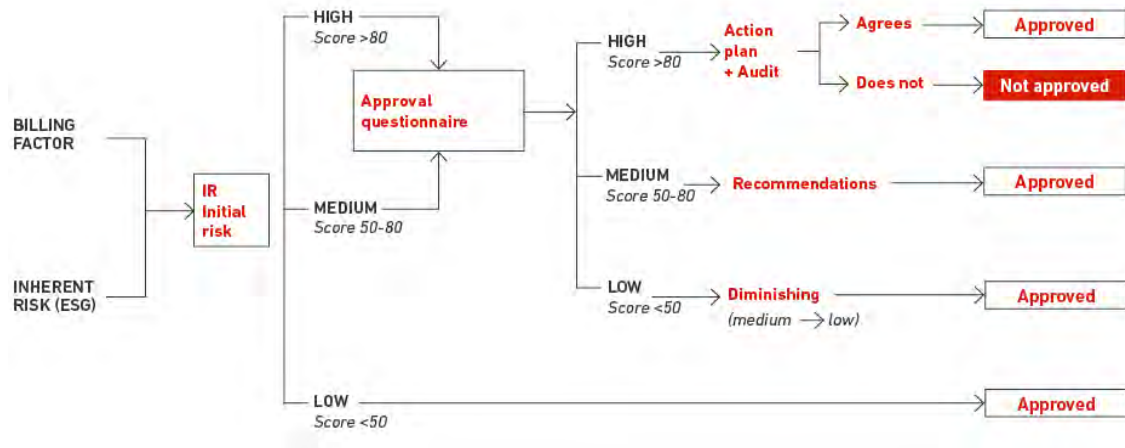 HIGH
Score >80
BILLING
FACTOR
INHERENT
RISK (ESG)
IR
Initial
risk
Approval
questionnaire
MEDIUM
Score 50-80
LOW
Score <50
HIGH
Score >80
Action
plan
+ Audit
Agrees
Approved
Does not
Not approved
MEDIUM
Score 50-80
Recommendations
Approved
LOW
Score <50
Diminishing
(medium → low)
Approved
Approved